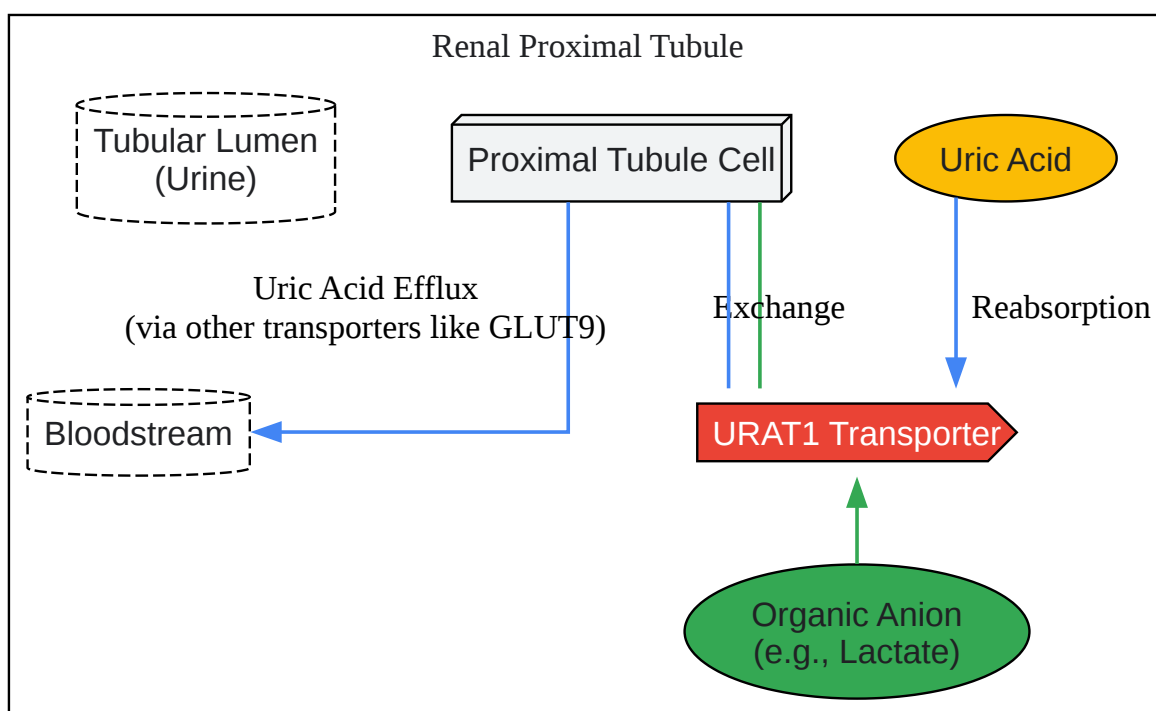 Renal Proximal Tubule
Tubular Lumen
(Urine)
Proximal Tubule Cell
Uric Acid
Uric Acid Efflux
(via other transporters like GLUT9)
Exchange
Reabsorption
Bloodstream
URAT1 Transporter
Organic Anion
(e.g., Lactate)